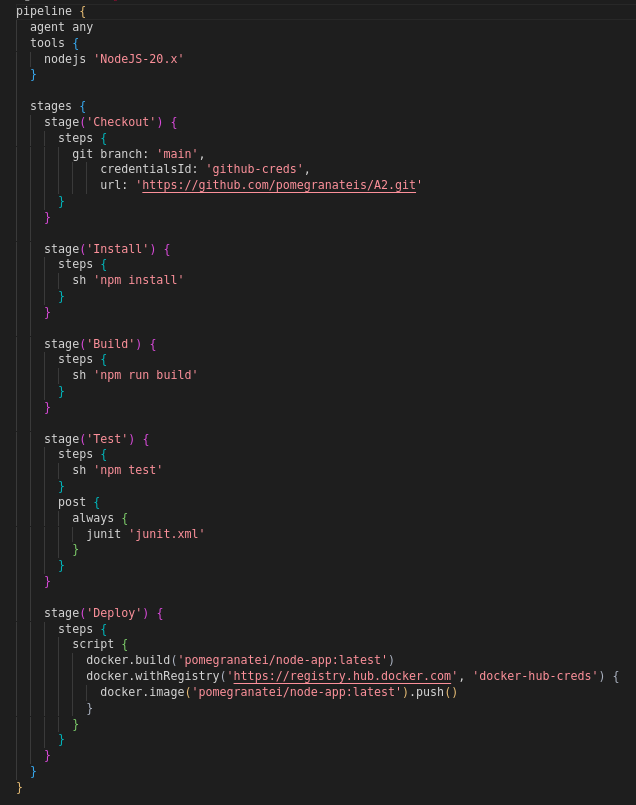 pipeline {
  agent any
  tools {
    nodejs 'NodeJS-20.x'
  }

  stages {
    stage('Checkout') {
      steps {
        git branch: 'main',
            credentialsId: 'github-creds',
            url: 'https://github.com/pomegranateis/A2.git'
      }
    }

    stage('Install') {
      steps {
        sh 'npm install'
      }
    }

    stage('Build') {
      steps {
        sh 'npm run build'
      }
    }

    stage('Test') {
      steps {
        sh 'npm test'
      }
      post {
        always {
          junit 'junit.xml'
        }
      }
    }

    stage('Deploy') {
      steps {
        script {
          docker.build('pomegranatei/node-app:latest')
          docker.withRegistry('https://registry.hub.docker.com', 'docker-hub-creds') {
            docker.image('pomegranatei/node-app:latest').push()
          }
        }
      }
    }
  }
}